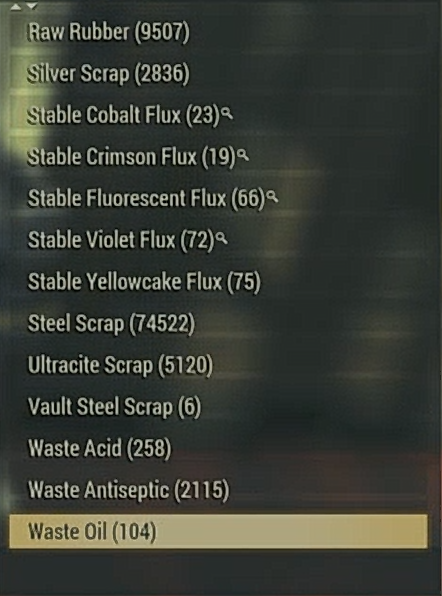 Raw Rubber (9507)
Silver Scrap (2836)
Stable Cobalt Flux (23)
Stable Crimson Flux (19)
Stable Fluorescent Flux (66)
Stable Violet Flux (72)
Stable Yellowcake Flux (75)
Steel Scrap (74522)
Ultracite Scrap (5120)
Vault Steel Scrap (6)
Waste Acid (258)
Waste Antiseptic (2115)
Waste Oil (104)